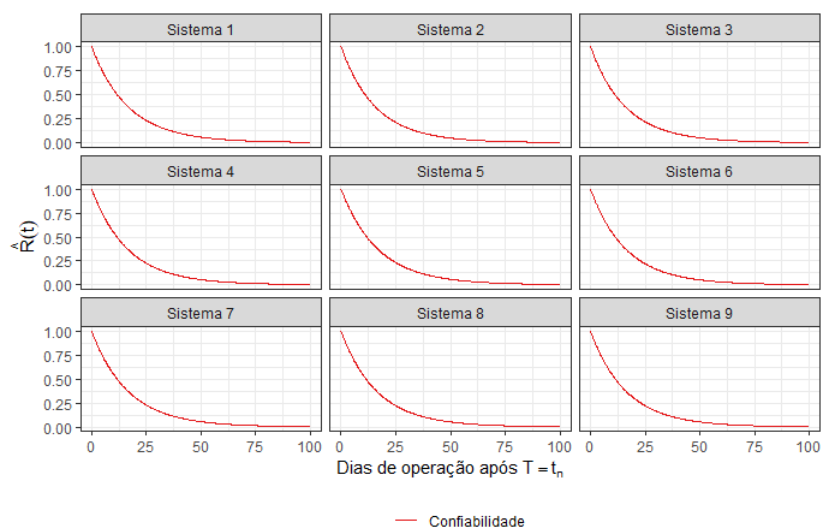 Sistema 1 Sistema 2 Sistema 3
1.00
0.75
0.50
0.25
0.00
Sistema 4 Sistema 5 Sistema 6
1.00
0.75
0.50
0.25
0.00
R̂(t)
Sistema 7 Sistema 8 Sistema 9
1.00
0.75
0.50
0.25
0.00
0 25 50 75 100 0 25 50 75 100 0 25 50 75 100
Dias de operação após T = tₙ
Confiabilidade